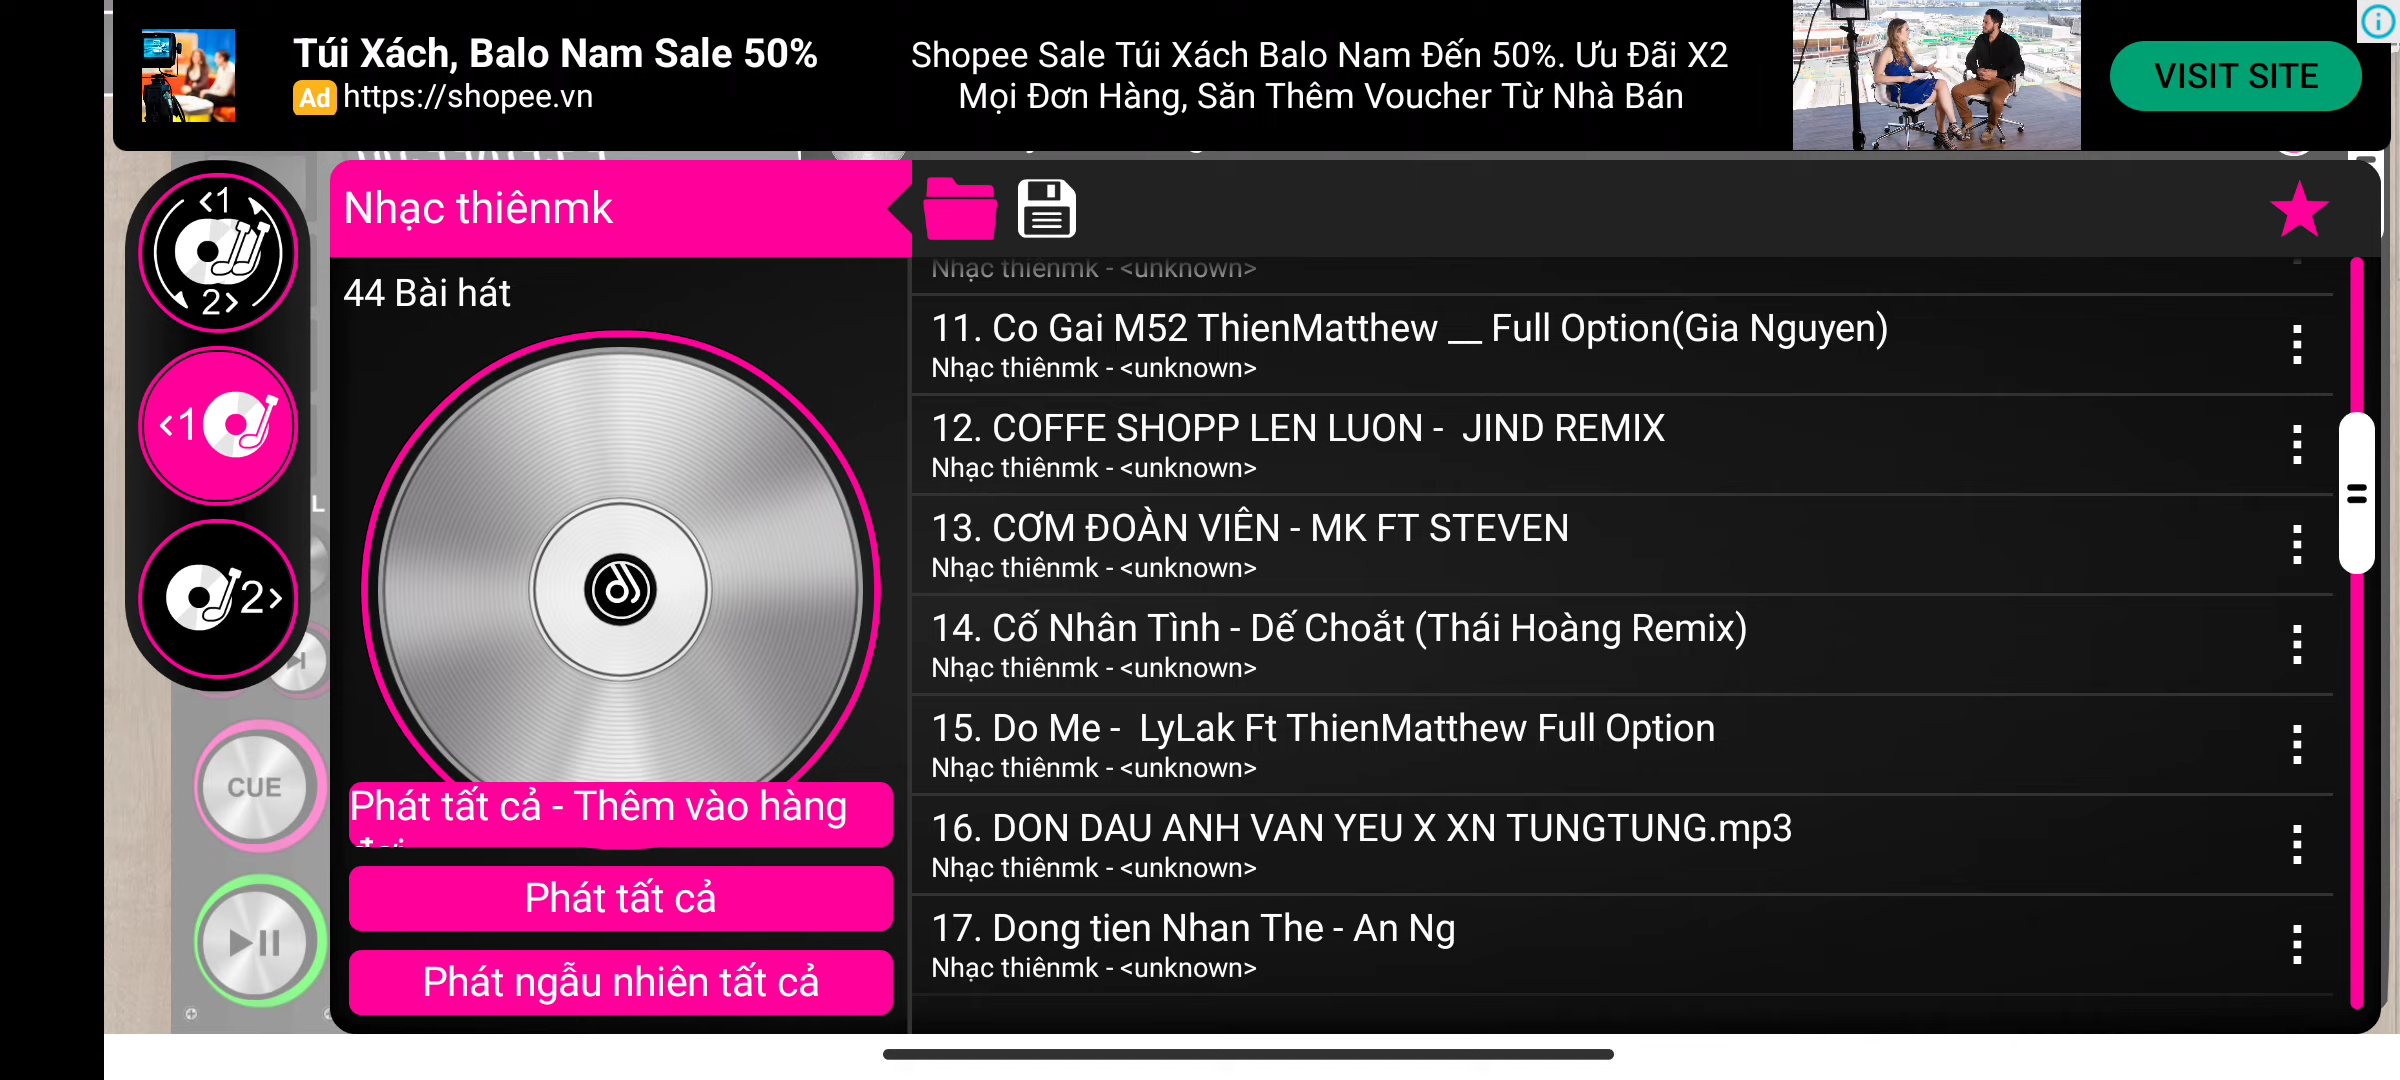 Túi Xách, Balo Nam Sale 50%
Ad https://shopee.vn
Shopee Sale Túi Xách Balo Nam Đến 50%. Ưu Đãi X2
Mọi Đơn Hàng, Săn Thêm Voucher Từ Nhà Bán
VISIT SITE
<1
2>
<1
2>
L
CUE
Nhạc thiênmk
44 Bài hát
Phát tất cả - Thêm vào hàng
Phát tất cả
Phát ngẫu nhiên tất cả
Nhạc thiênmk - <unknown>
11. Co Gai M52 ThienMatthew __ Full Option(Gia Nguyen)
Nhạc thiênmk - <unknown>
12. COFFE SHOPP LEN LUON -  JIND REMIX
Nhạc thiênmk - <unknown>
13. CƠM ĐOÀN VIÊN - MK FT STEVEN
Nhạc thiênmk - <unknown>
14. Cố Nhân Tình - Dế Choắt (Thái Hoàng Remix)
Nhạc thiênmk - <unknown>
15. Do Me -  LyLak Ft ThienMatthew Full Option
Nhạc thiênmk - <unknown>
16. DON DAU ANH VAN YEU X XN TUNGTUNG.mp3
Nhạc thiênmk - <unknown>
17. Dong tien Nhan The - An Ng
Nhạc thiênmk - <unknown>